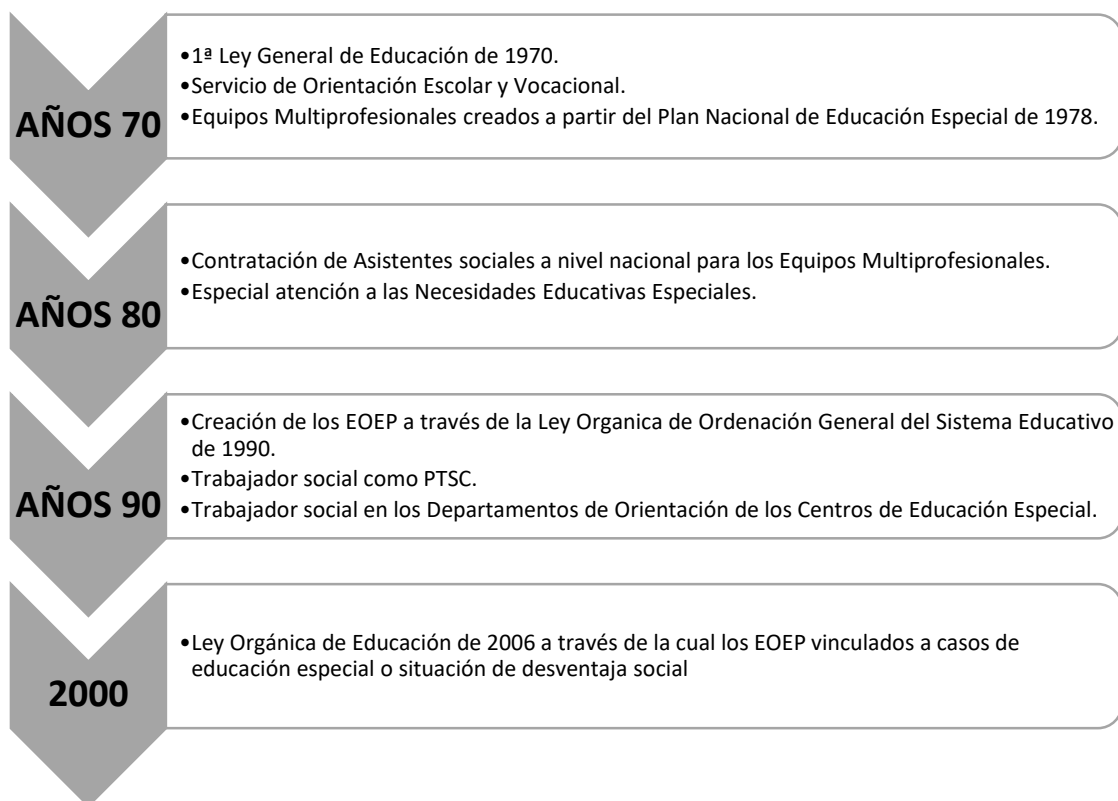 AÑOS 70
•1ª Ley General de Educación de 1970.
•Servicio de Orientación Escolar y Vocacional.
•Equipos Multiprofesionales creados a partir del Plan Nacional de Educación Especial de 1978.
AÑOS 80
•Contratación de Asistentes sociales a nivel nacional para los Equipos Multiprofesionales.
•Especial atención a las Necesidades Educativas Especiales.
AÑOS 90
•Creación de los EOEP a través de la Ley Organica de Ordenación General del Sistema Educativo
de 1990.
•Trabajador social como PTSC.
•Trabajador social en los Departamentos de Orientación de los Centros de Educación Especial.
2000
•Ley Orgánica de Educación de 2006 a través de la cual los EOEP vinculados a casos de
educación especial o situación de desventaja social